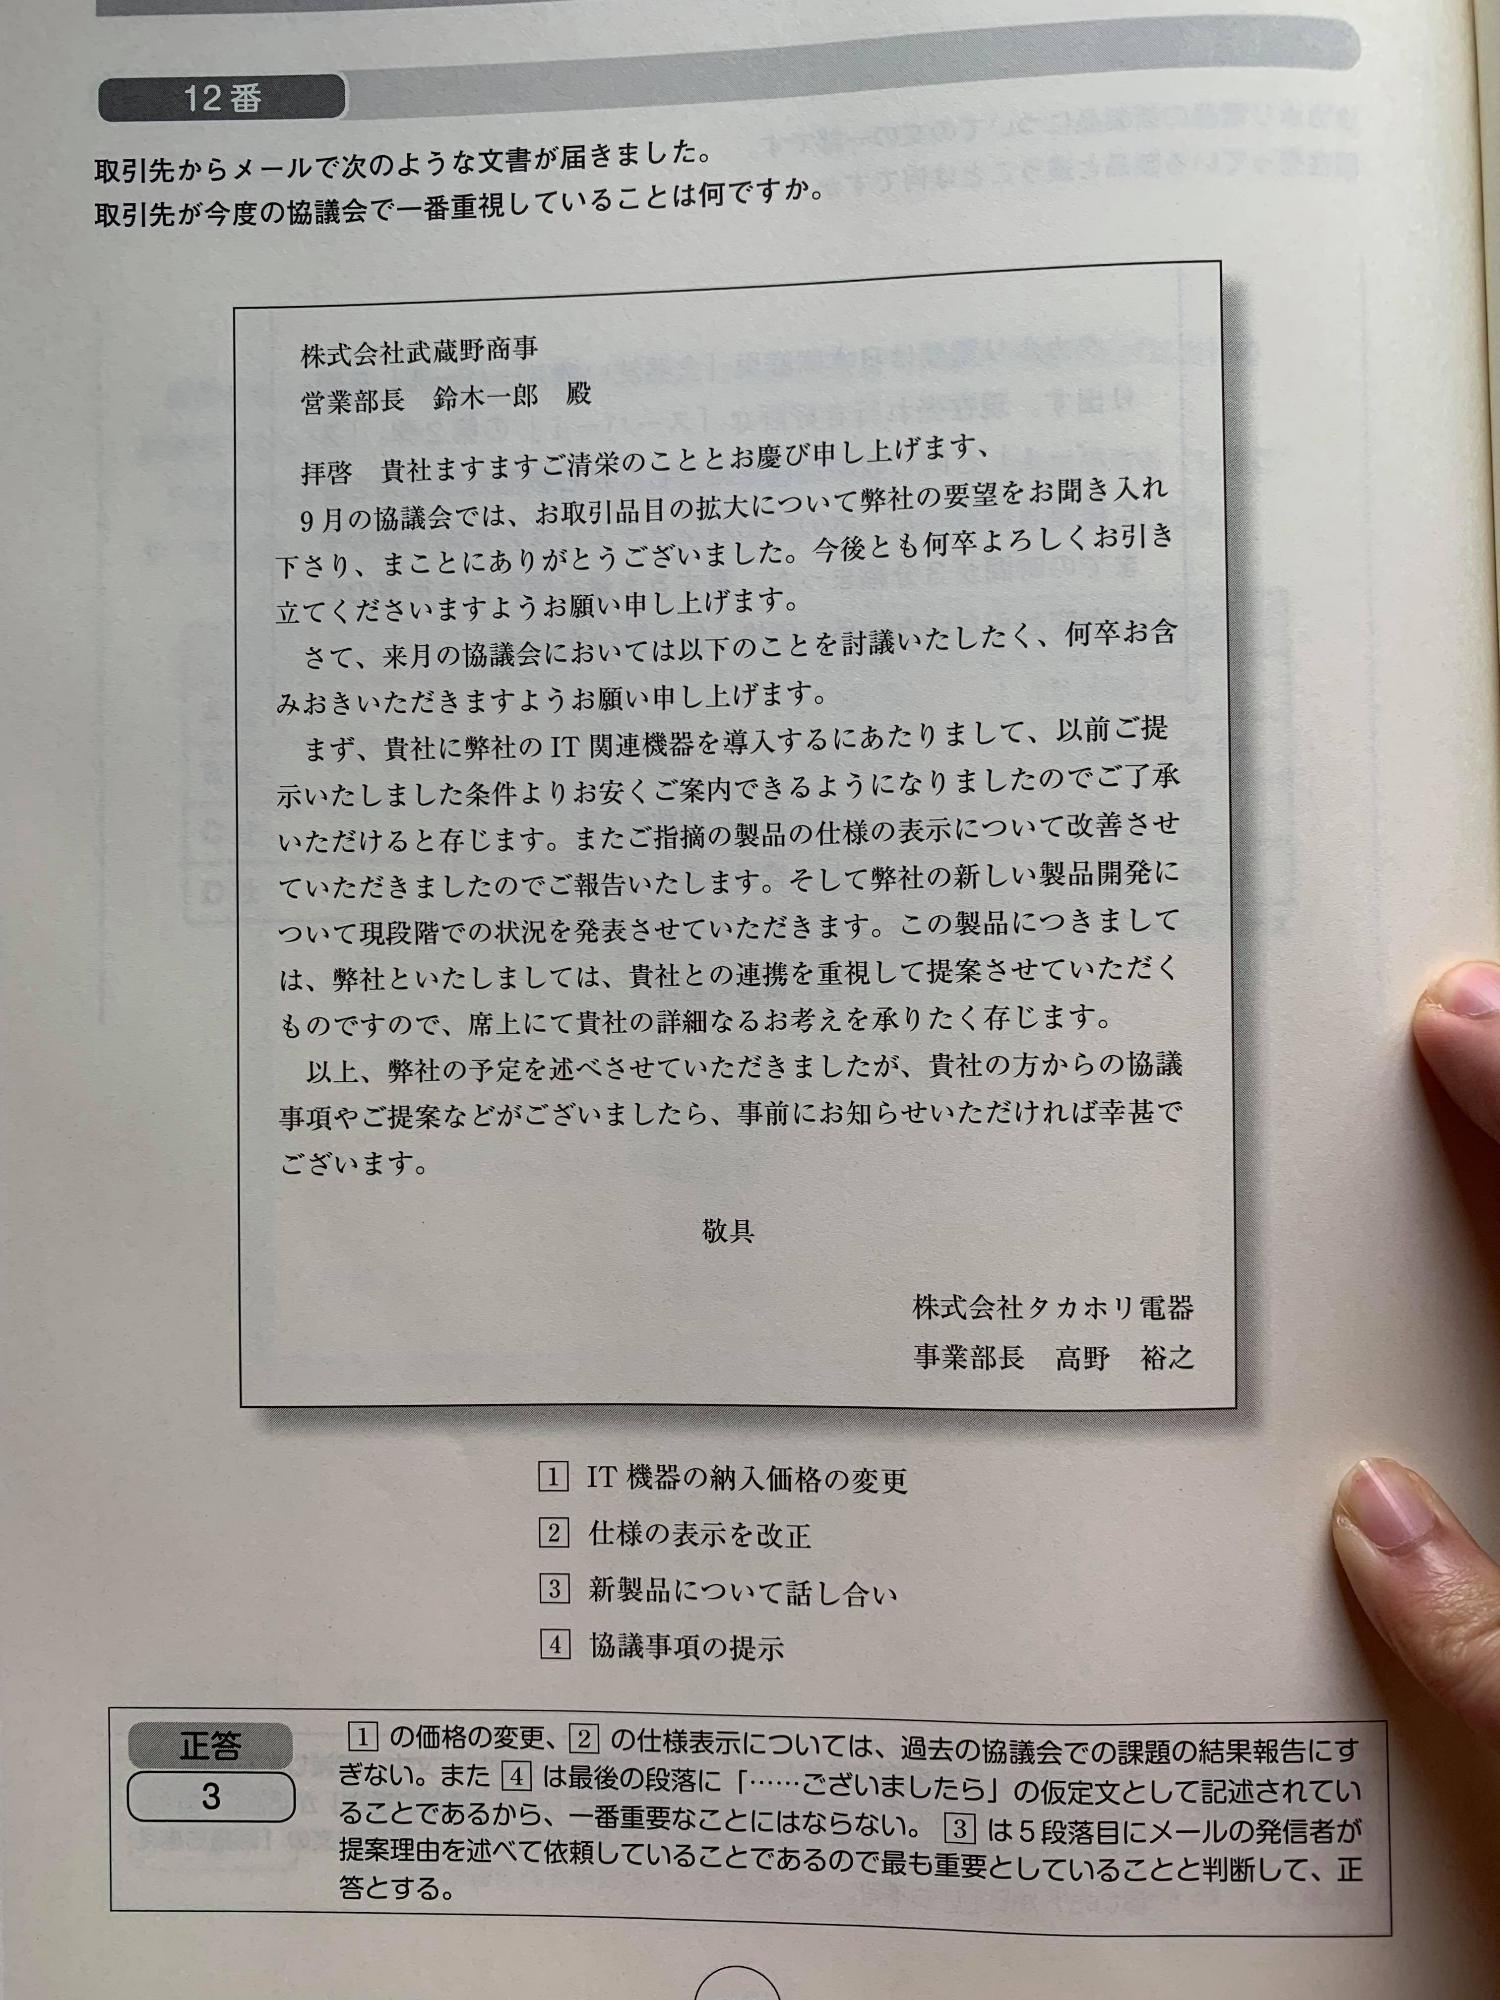 12番
取引先からメールで次のような文書が届きました。
取引先が今度の協議会で一番重視していることは何ですか。
株式会社武蔵野商事
営業部長　鈴木一郎　殿
拝啓　貴社ますますご清栄のこととお慶び申し上げます、
９月の協議会では、お取引品目の拡大について弊社の要望をお聞き入れ
下さり、まことにありがとうございました。今後とも何卒よろしくお引き
立てくださいますようお願い申し上げます。
さて、来月の協議会においては以下のことを討議いたしたく、何卒お含
みおきいただきますようお願い申し上げます。
まず、貴社に弊社の IT 関連機器を導入するにあたりまして、以前ご提
示いたしました条件よりお安くご案内できるようになりましたのでご了承
いただけると存じます。またご指摘の製品の仕様の表示について改善させ
ていただきましたのでご報告いたします。そして弊社の新しい製品開発に
ついて現段階での状況を発表させていただきます。この製品につきまして
は、弊社といたしましては、貴社との連携を重視して提案させていただく
ものですので、席上にて貴社の詳細なるお考えを承りたく存じます。
以上、弊社の予定を述べさせていただきましたが、貴社の方からの協議
事項やご提案などがございましたら、事前にお知らせいただければ幸甚で
ございます。
敬具
株式会社タカホリ電器
事業部長　高野　裕之
1 IT 機器の納入価格の変更
2 仕様の表示を改正
3 新製品について話し合い
4 協議事項の提示
正答
3
1 の価格の変更、2 の仕様表示については、過去の協議会での課題の結果報告にす
ぎない。また 4 は最後の段落に「……ございましたら」の仮定文として記述されてい
ることであるから、一番重要なことにはならない。 3 は５段落目にメールの発信者が
提案理由を述べて依頼していることであるので最も重要としていることと判断して、正
答とする。